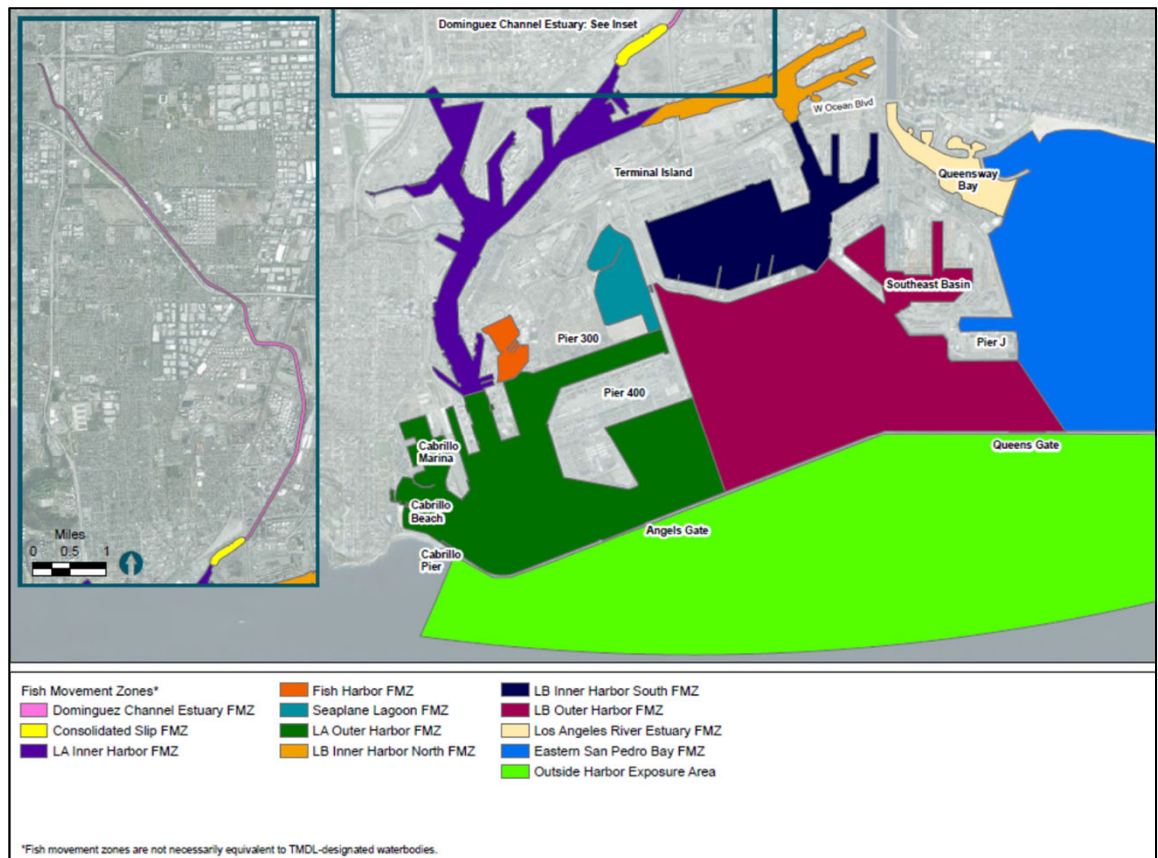 Dominguez Channel Estuary: See Inset
W Ocean Blvd
Terminal Island
Queensway
Bay
Southeast Basin
Pier 300
Pier J
Pier 400
Cabrillo
Marina
Queens Gate
Cabrillo
Beach
Angels Gate
Cabrillo
Pier
Miles
0 0.5 1
Fish Movement Zones*
Dominguez Channel Estuary FMZ
Consolidated Slip FMZ
LA Inner Harbor FMZ
Fish Harbor FMZ
Seaplane Lagoon FMZ
LA Outer Harbor FMZ
LB Inner Harbor North FMZ
LB Inner Harbor South FMZ
LB Outer Harbor FMZ
Los Angeles River Estuary FMZ
Eastern San Pedro Bay FMZ
Outside Harbor Exposure Area
*Fish movement zones are not necessarily equivalent to TMDL-designated waterbodies.